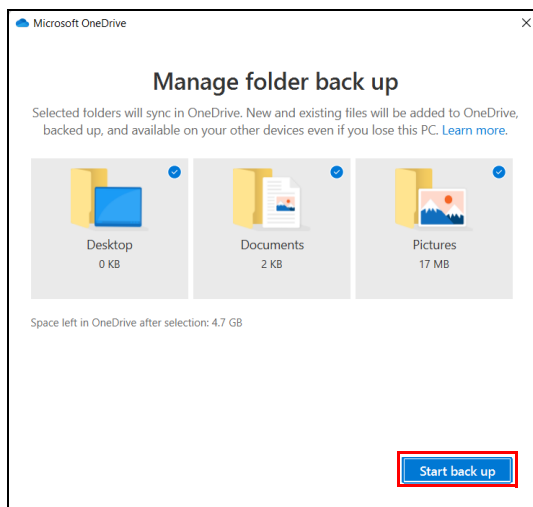 Microsoft OneDrive
Manage folder back up
Selected folders will sync in OneDrive. New and existing files will be added to OneDrive,
backed up, and available on your other devices even if you lose this PC. Learn more.
Desktop
0 KB
Documents
2 KB
Pictures
17 MB
Space left in OneDrive after selection: 4.7 GB
Start back up